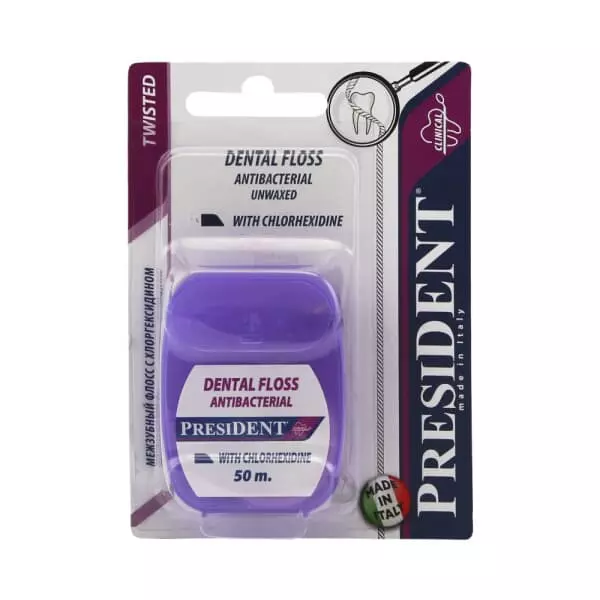 TWISTED
МЕЖЗУБНЫЙ ФЛОСС С ХЛОРГЕКСИДИНОМ
DENTAL FLOSS
ANTIBACTERIAL
UNWAXED
WITH CHLORHEXIDINE
CLINICAL
PRESIDENT®
made in Italy
DENTAL FLOSS
ANTIBACTERIAL
PRESIDENT®
WITH CHLORHEXIDINE
50 m.
MADE IN
ITALY